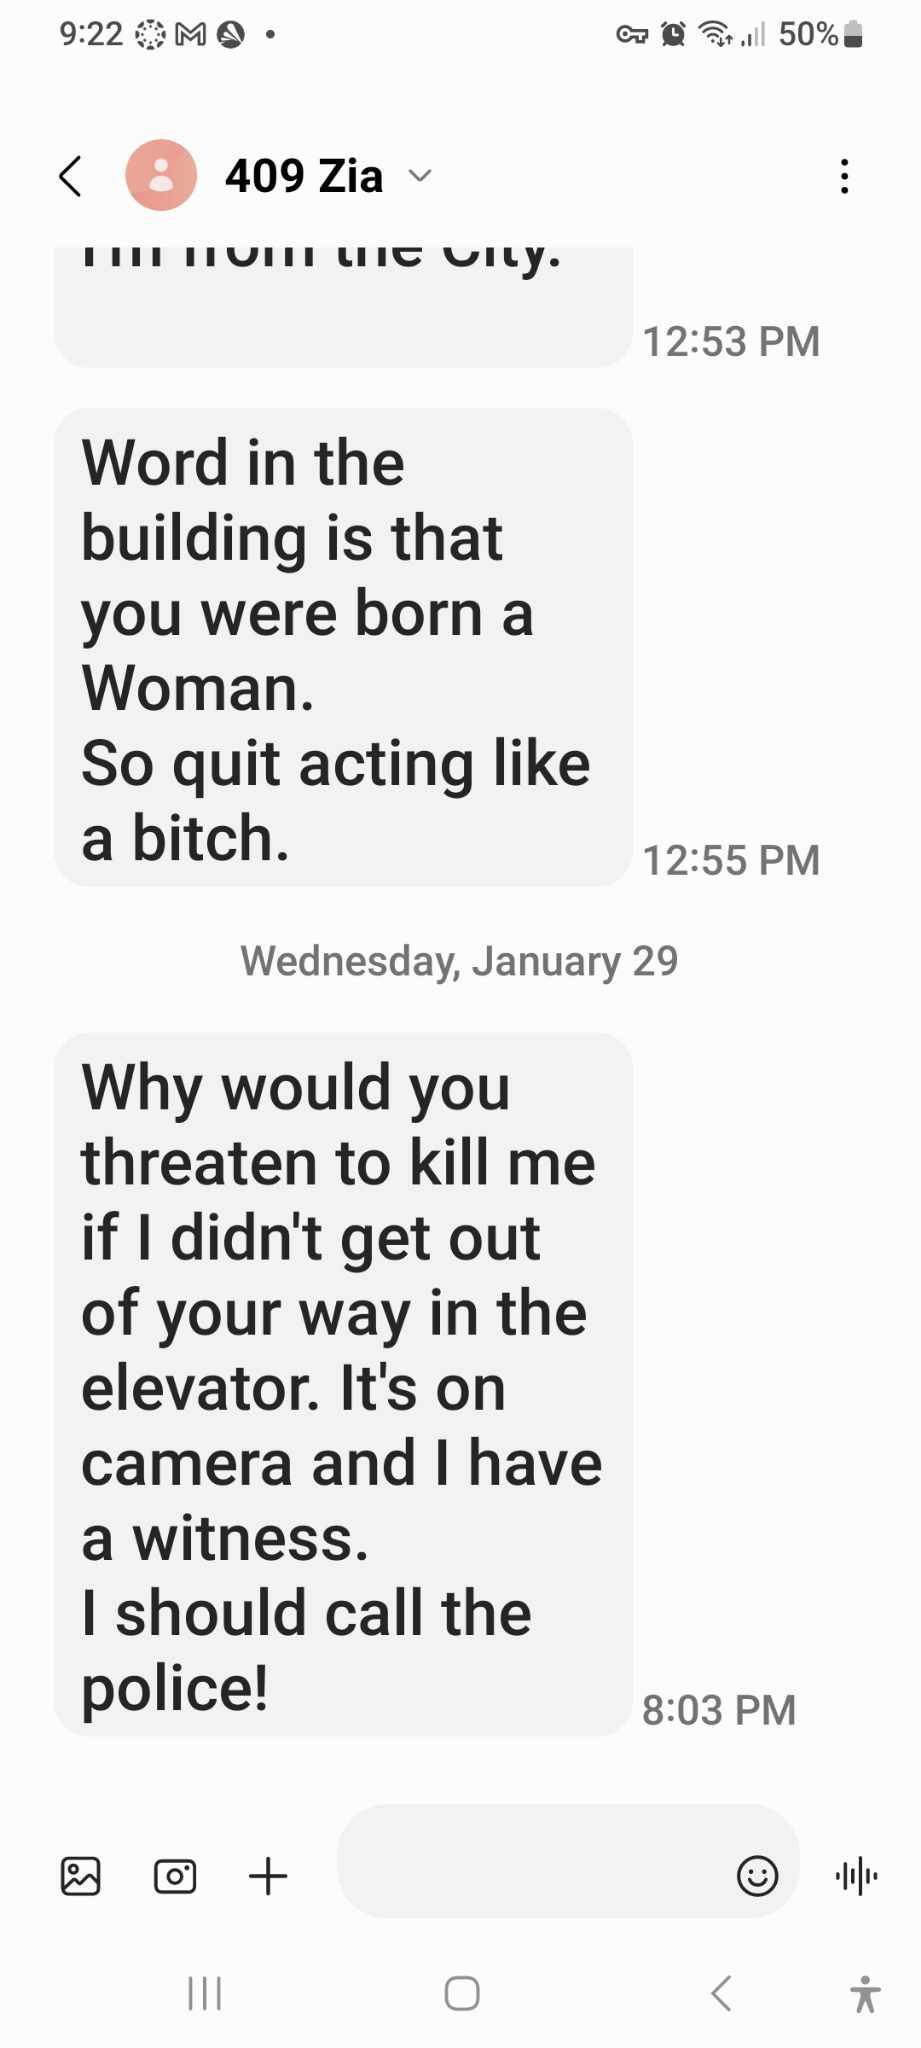 9:22
50%
409 Zia
I'm from the City.
12:53 PM
Word in the
building is that
you were born a
Woman.
So quit acting like
a bitch.
12:55 PM
Wednesday, January 29
Why would you
threaten to kill me
if I didn't get out
of your way in the
elevator. It's on
camera and I have
a witness.
I should call the
police!
8:03 PM